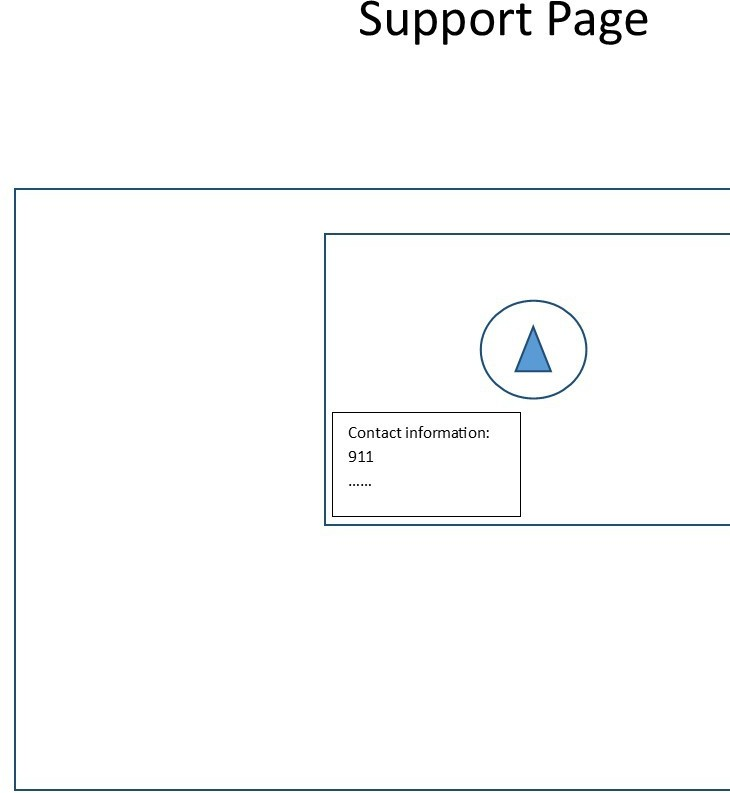 Support Page
Contact information:
911
......